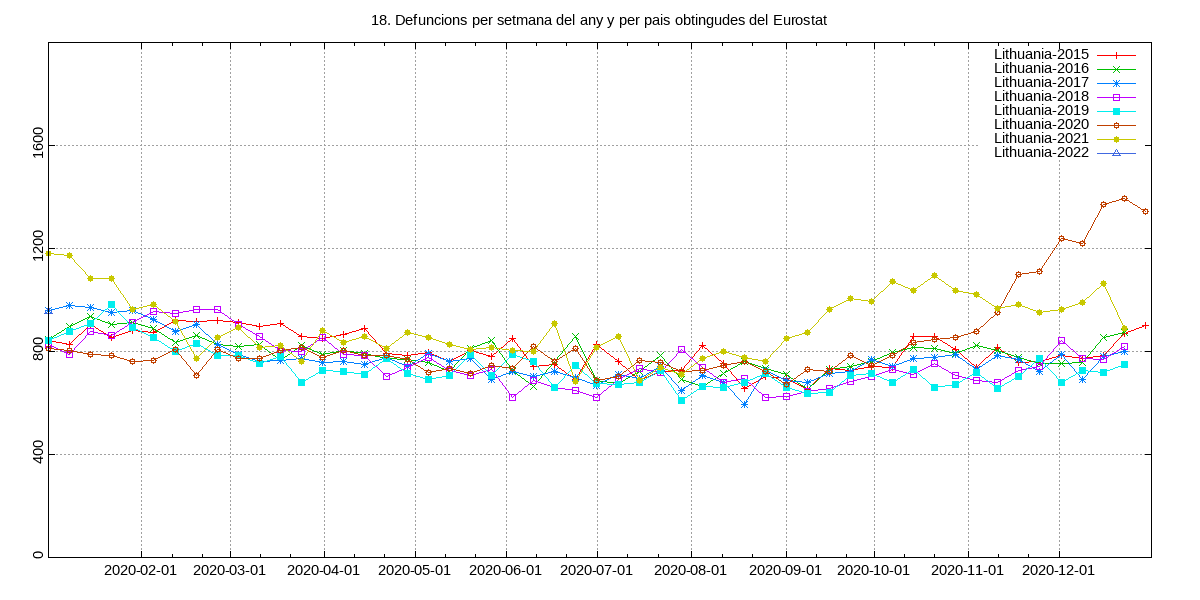 18. Defuncions per setmana del any y per pais obtingudes del Eurostat
Lithuania-2015
Lithuania-2016
Lithuania-2017
Lithuania-2018
Lithuania-2019
Lithuania-2020
Lithuania-2021
Lithuania-2022
1600
1200
800
400
0
2020-02-01 2020-03-01 2020-04-01 2020-05-01 2020-06-01 2020-07-01 2020-08-01 2020-09-01 2020-10-01 2020-11-01 2020-12-01